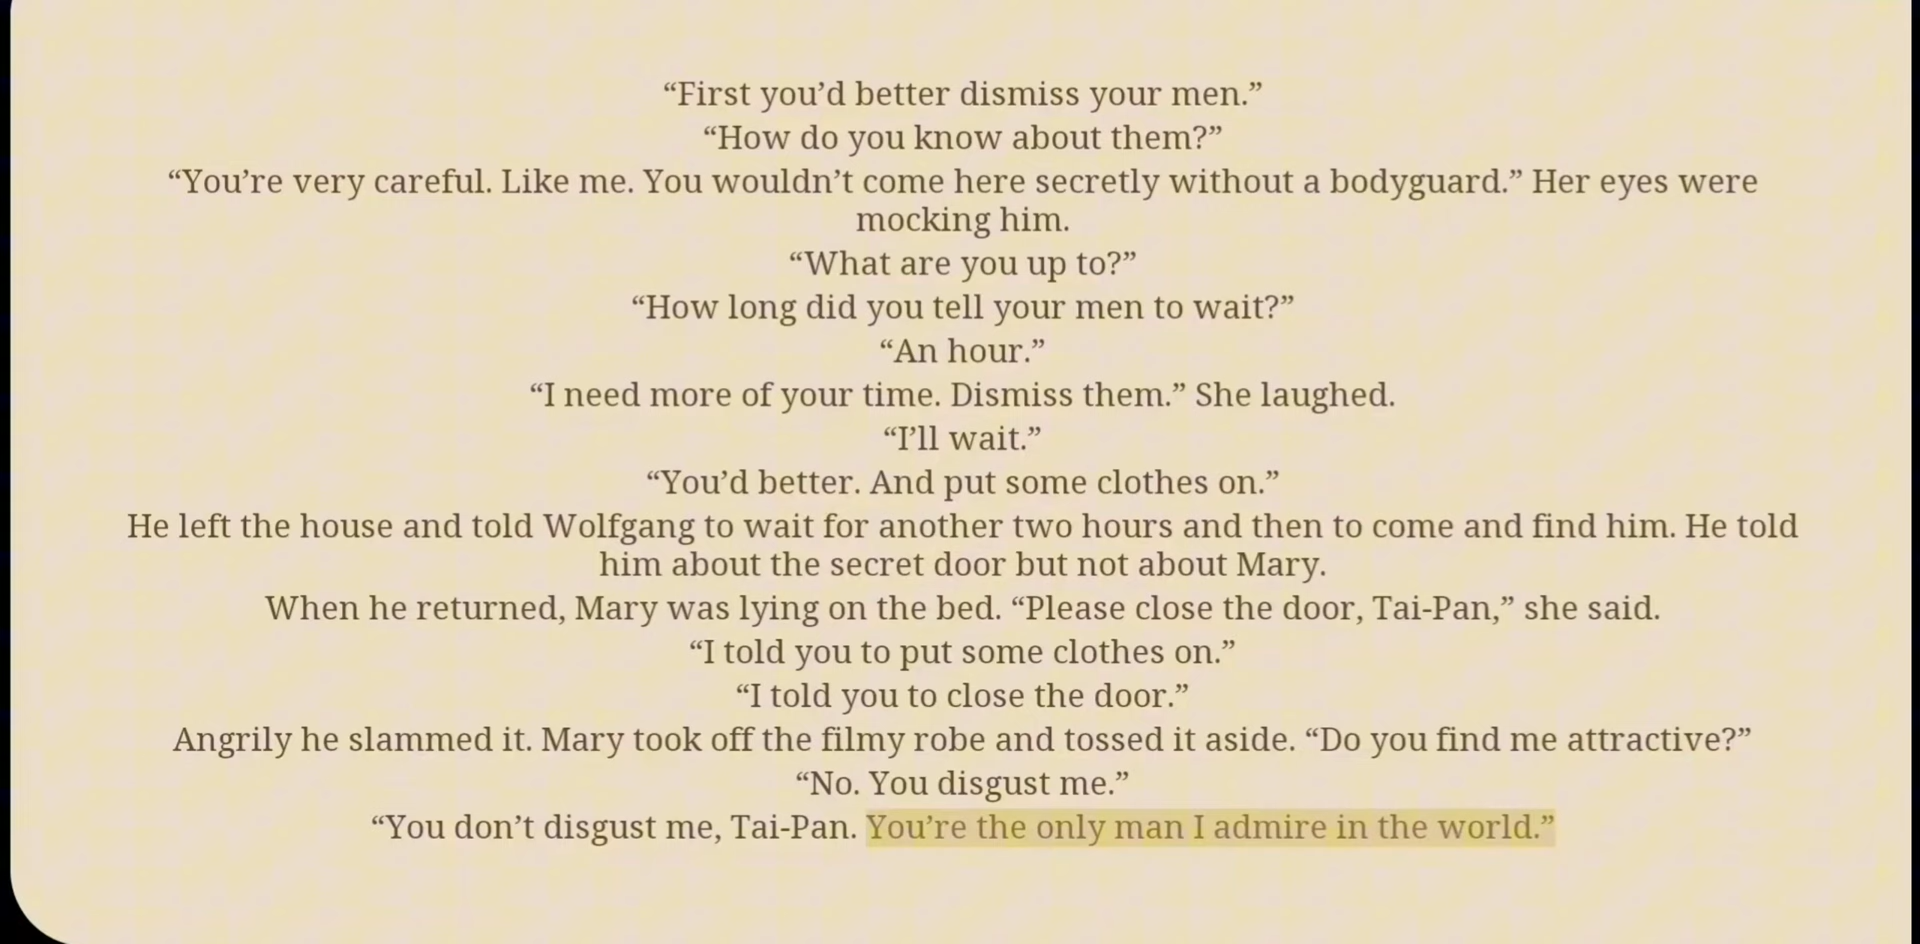 “First you’d better dismiss your men.”
“How do you know about them?”
“You’re very careful. Like me. You wouldn’t come here secretly without a bodyguard.” Her eyes were
mocking him.
“What are you up to?”
“How long did you tell your men to wait?”
“An hour.”
“I need more of your time. Dismiss them.” She laughed.
“I’ll wait.”
“You’d better. And put some clothes on.”
He left the house and told Wolfgang to wait for another two hours and then to come and find him. He told
him about the secret door but not about Mary.
When he returned, Mary was lying on the bed. “Please close the door, Tai-Pan,” she said.
“I told you to put some clothes on.”
“I told you to close the door.”
Angrily he slammed it. Mary took off the filmy robe and tossed it aside. “Do you find me attractive?”
“No. You disgust me.”
“You don’t disgust me, Tai-Pan. You’re the only man I admire in the world.”